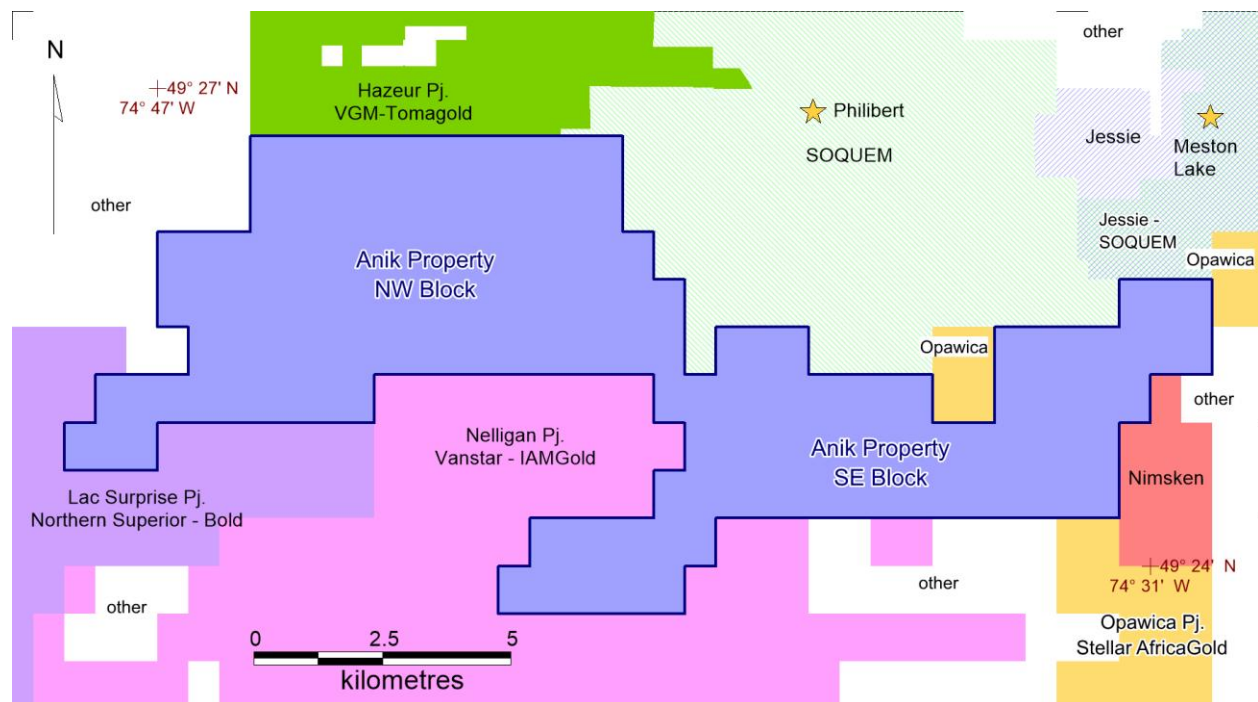 other
N
49° 27' N
74° 47' W
Hazeur Pj.
VGM-Tomagold
Philibert
SOQUEM
Jessie
Meston
Lake
other
Jessie -
SOQUEM
Opawica
Anik Property
NW Block
Opawica
other
Nelligan Pj.
Vanstar - IAMGold
Anik Property
SE Block
Nimsken
Lac Surprise Pj.
Northern Superior - Bold
other
other
49° 24' N
74° 31' W
Opawica Pj.
Stellar AfricaGold
0 2.5 5
kilometres